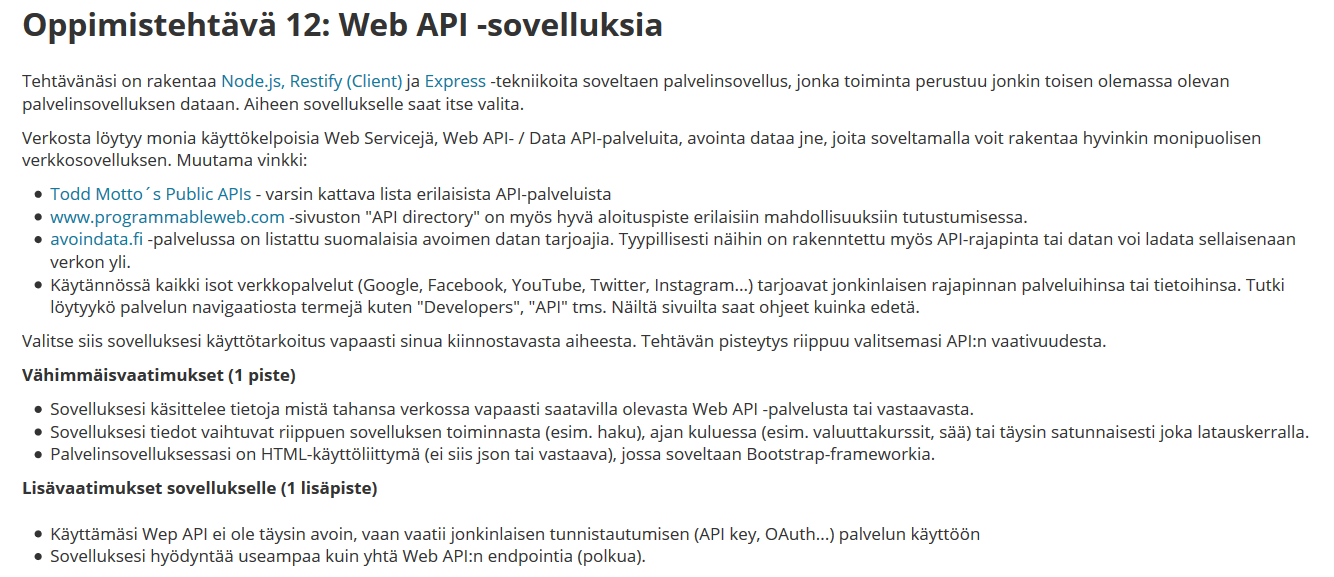 Oppimistehtävä 12: Web API -sovelluksia
Tehtävänäsi on rakentaa Node.js, Restify (Client) ja Express -tekniikoita soveltaen palvelinsovellus, jonka toiminta perustuu jonkin toisen olemassa olevan
palvelinsovelluksen dataan. Aiheen sovellukselle saat itse valita.
Verkosta löytyy monia käyttökelpoisia Web Servicejä, Web API- / Data API-palveluita, avointa dataa jne, joita soveltamalla voit rakentaa hyvinkin monipuolisen
verkkosovelluksen. Muutama vinkki:
• Todd Motto´s Public APIs - varsin kattava lista erilaisista API-palveluista
• www.programmableweb.com -sivuston "API directory" on myös hyvä aloituspiste erilaisiin mahdollisuuksiin tutustumisessa.
• avoindata.fi -palvelussa on listattu suomalaisia avoimen datan tarjoajia. Tyypillisesti näihin on rakenntettu myös API-rajapinta tai datan voi ladata sellaisenaan
verkon yli.
• Käytännössä kaikki isot verkkopalvelut (Google, Facebook, YouTube, Twitter, Instagram...) tarjoavat jonkinlaisen rajapinnan palveluihinsa tai tietoihinsa. Tutki
löytyykö palvelun navigaatiosta termejä kuten "Developers", "API" tms. Näiltä sivuilta saat ohjeet kuinka edetä.
Valitse siis sovelluksesi käyttötarkoitus vapaasti sinua kiinnostavasta aiheesta. Tehtävän pisteytys riippuu valitsemasi API:n vaativuudesta.
Vähimmäisvaatimukset (1 piste)
• Sovelluksesi käsittelee tietoja mistä tahansa verkossa vapaasti saatavilla olevasta Web API -palvelusta tai vastaavasta.
• Sovelluksesi tiedot vaihtuvat riippuen sovelluksen toiminnasta (esim. haku), ajan kuluessa (esim. valuuttakurssit, sää) tai täysin satunnaisesti joka latauskerralla.
• Palvelinsovelluksessasi on HTML-käyttöliittymä (ei siis json tai vastaava), jossa soveltaan Bootstrap-frameworkia.
Lisävaatimukset sovellukselle (1 lisäpiste)
• Käyttämäsi Wep API ei ole täysin avoin, vaan vaatii jonkinlaisen tunnistautumisen (API key, OAuth...) palvelun käyttöön
• Sovelluksesi hyödyntää useampaa kuin yhtä Web API:n endpointia (polkua).